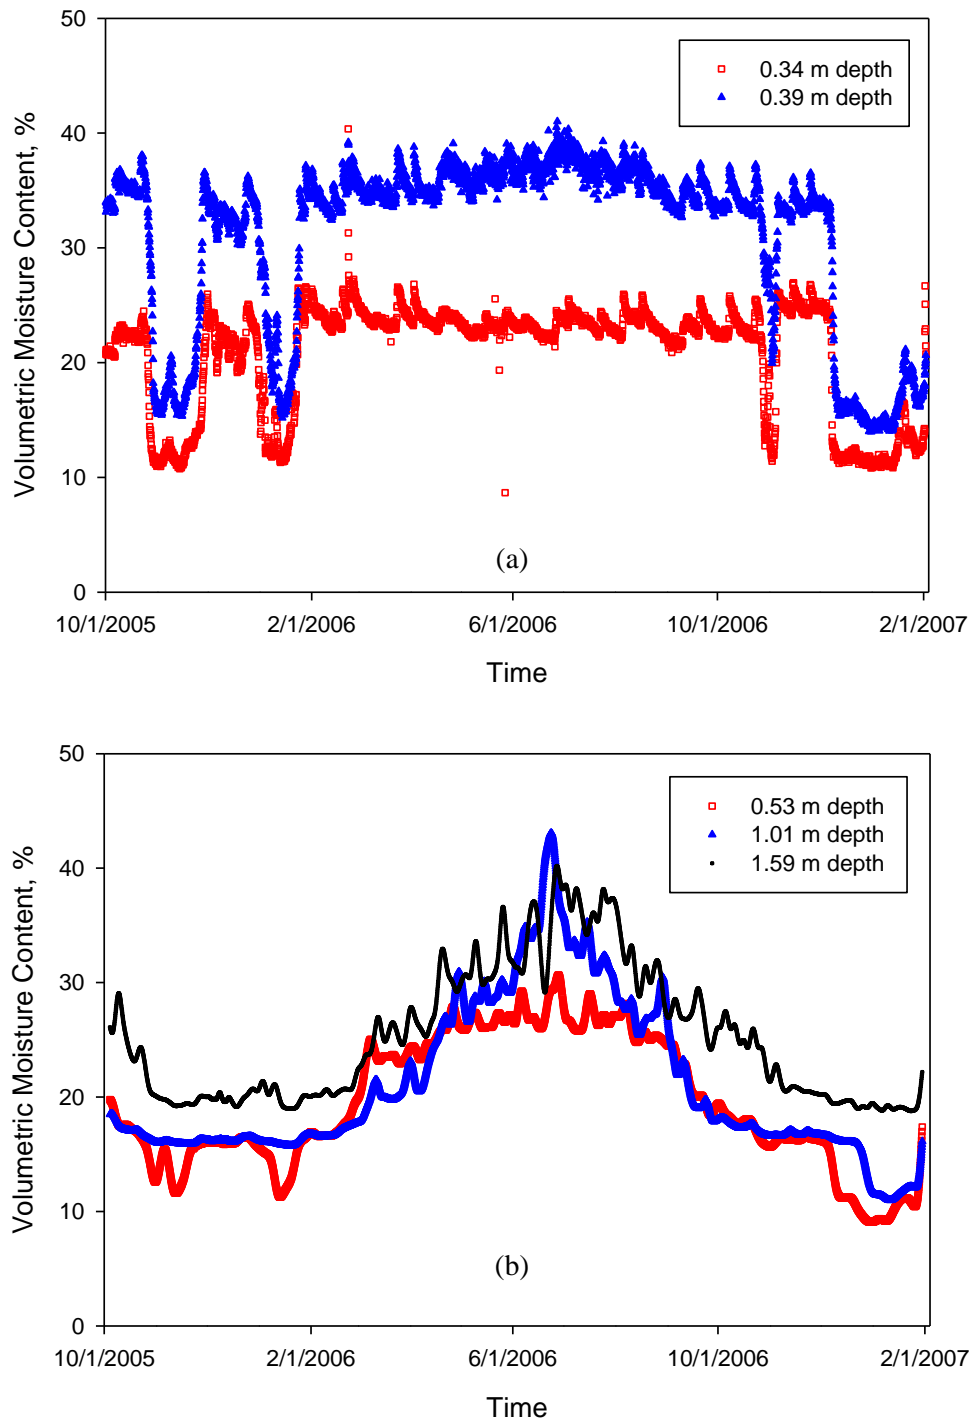 50
0.34 m depth
0.39 m depth
40
30
20
10
0
Volumetric Moisture Content, %
(a)
10/1/2005 2/1/2006 6/1/2006 10/1/2006 2/1/2007
Time
50
0.53 m depth
1.01 m depth
1.59 m depth
40
30
20
10
0
Volumetric Moisture Content, %
(b)
10/1/2005 2/1/2006 6/1/2006 10/1/2006 2/1/2007
Time